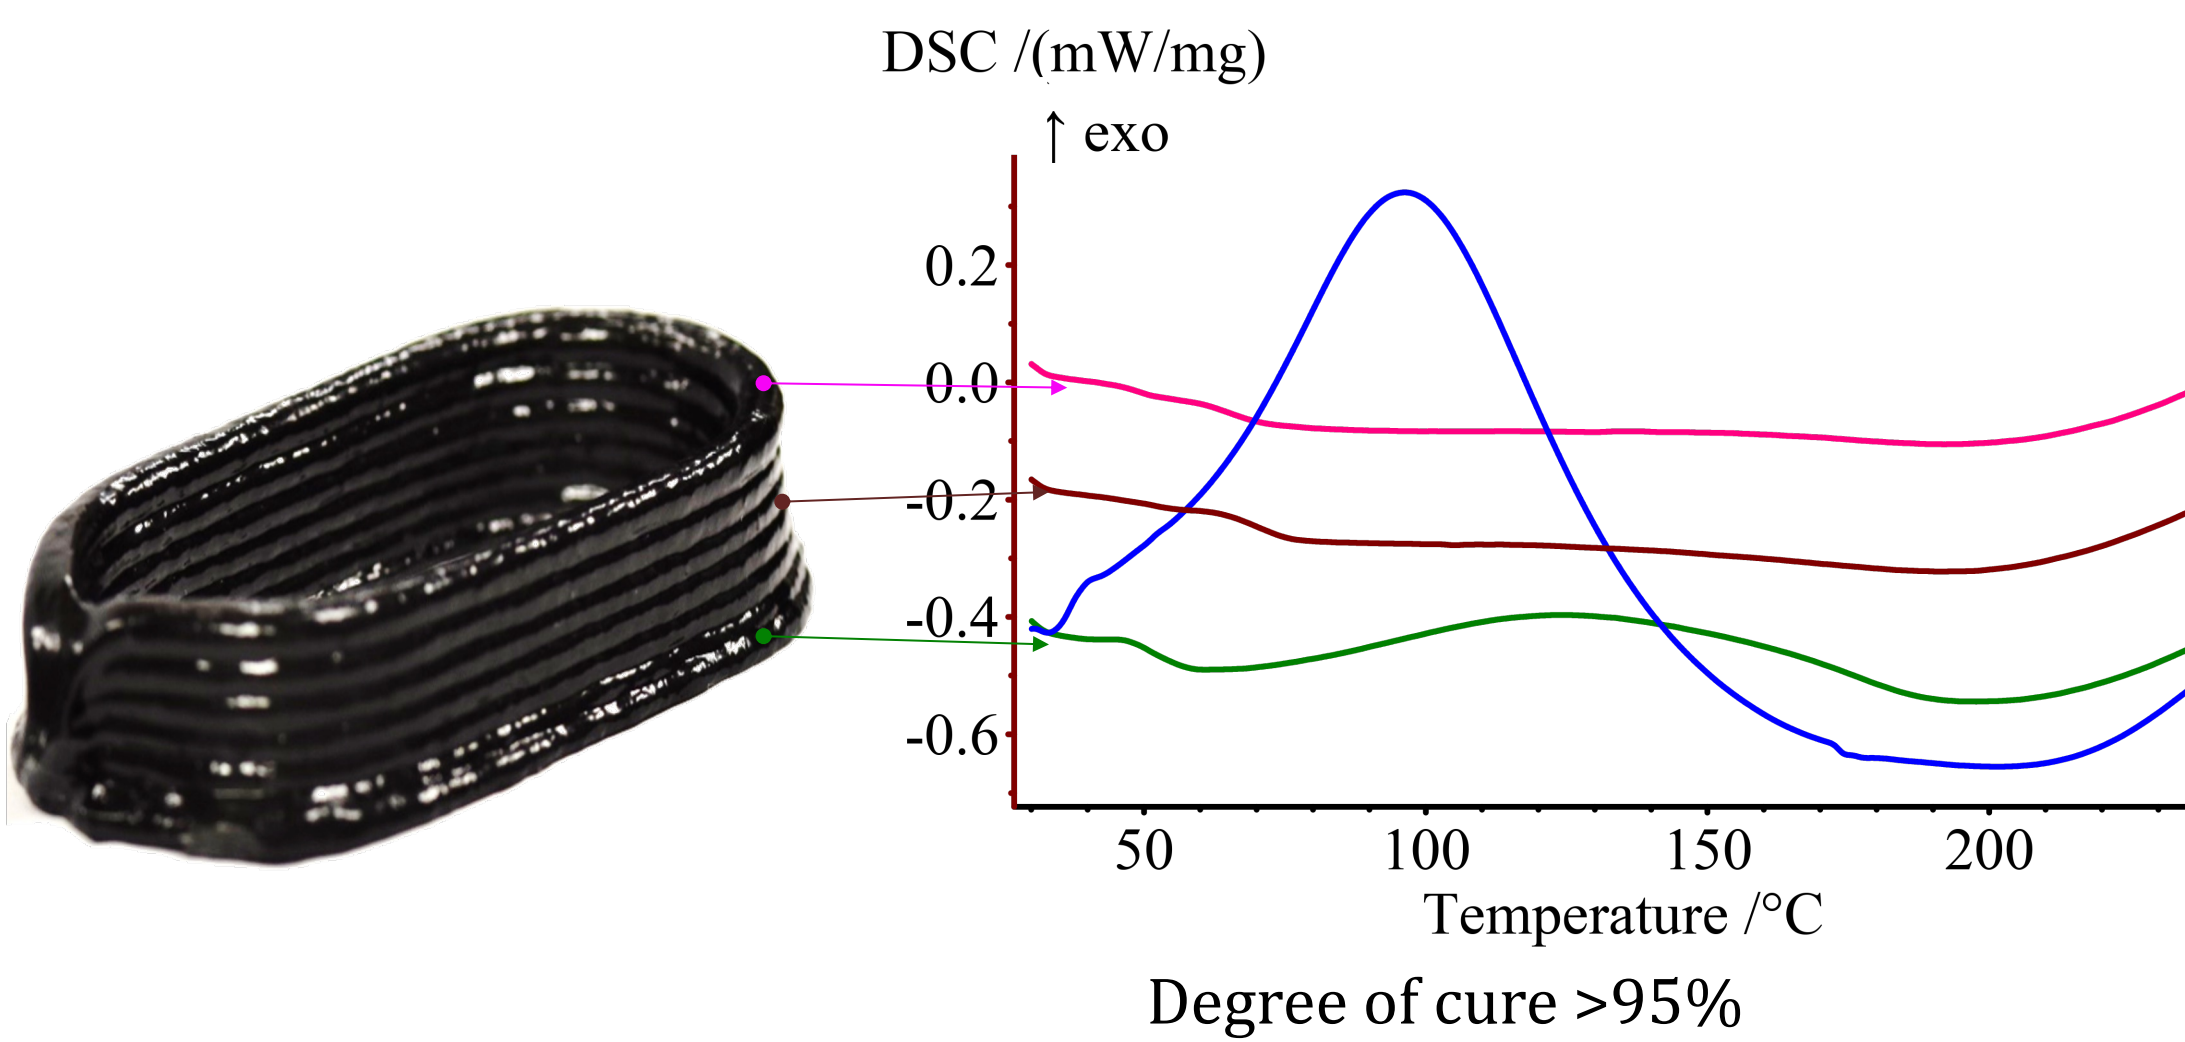 DSC /(mW/mg)
↑ exo
0.2
0.0
-0.2
-0.4
-0.6
50 100 150 200
Temperature /°C
Degree of cure >95%